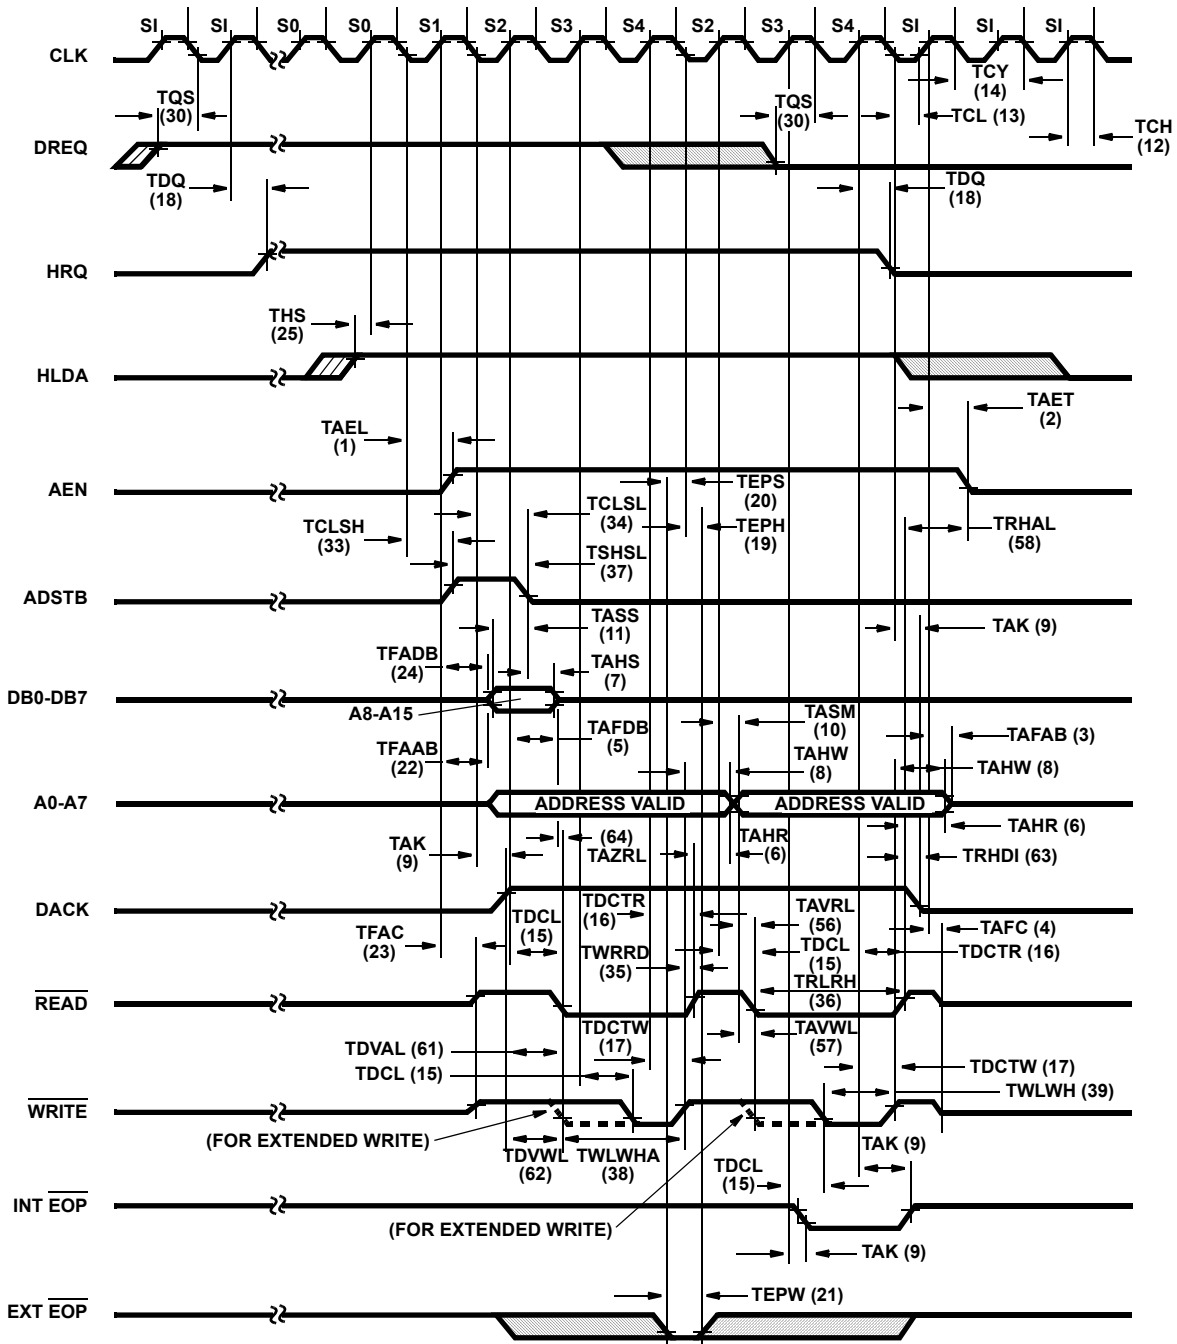 SI SI S0 S0 S1 S2 S3 S4 S2 S3 S4 SI SI SI
CLK
TCY
(14)
TQS
(30)
TQS
(30)
TCL (13)
TCH
(12)
DREQ
TDQ
(18)
TDQ
(18)
HRQ
THS
(25)
HLDA
TAET
(2)
TAEL
(1)
AEN
TEPS
(20)
TCLSL
(34)
TEPH
(19)
TRHAL
(58)
TCLSH
(33)
TSHSL
(37)
ADSTB
TASS
(11)
TAK (9)
TFADB
(24)
TAHS
(7)
DB0-DB7
A8-A15
TASM
(10)
TAFDB
(5)
TAFAB (3)
TFAAB
(22)
TAHW
(8)
TAHW (8)
A0-A7
ADDRESS VALID ADDRESS VALID
TAHR (6)
TAK
(9)
(64)
TAZRL
TAHR
(6)
TRHDI (63)
DACK
TDCTR
(16)
TAVRL
(56)
TAFC (4)
TFAC
(23)
TDCL
(15)
TWRRD
(35)
TDCL
(15)
TDCTR (16)
TRLRH
(36)
READ
TDCTW
(17)
TAVWL
(57)
TDVAL (61)
TDCTW (17)
TDCL (15)
TWLWH (39)
WRITE
(FOR EXTENDED WRITE)
TDVWL
(62)
TWLWHA
(38)
TAK (9)
TDCL
(15)
INT EOP
(FOR EXTENDED WRITE)
TAK (9)
TEPW (21)
EXT EOP